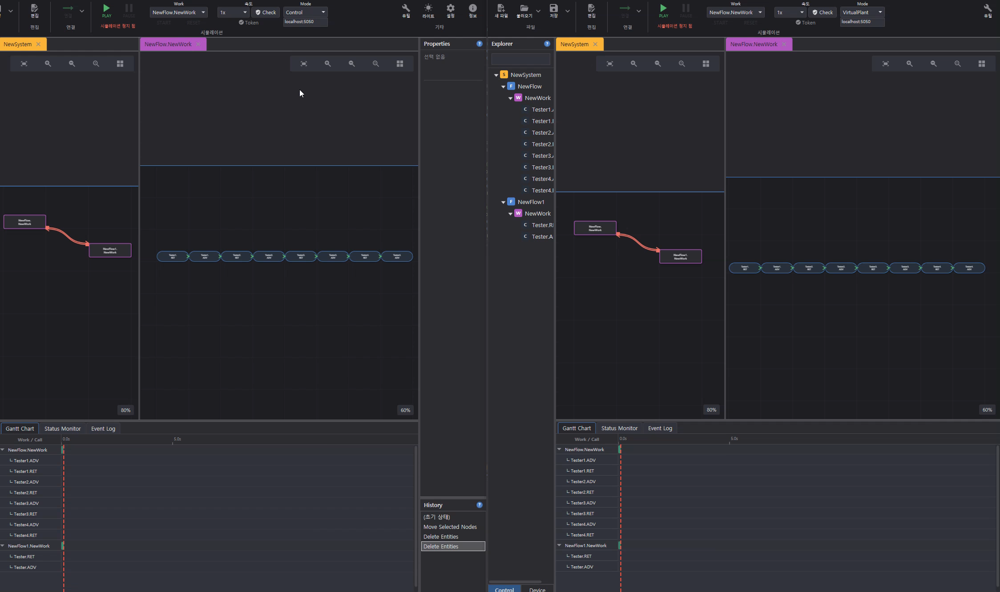 편집
연결
PLAY
PAUSE
시뮬레이션 정지 됨
Work
NewFlow.NewWork
START
RESET
속도
1x
Check
Token
Mode
Control
localhost:5050
유틸
라이트
설정
정보
편집
연결
시뮬레이션
기타
NewSystem
NewFlow.NewWork
NewFlow.
NewWork
NewFlow1.
NewWork
80%
Tester1.
RET
Tester1.
ADV
Tester2.
RET
Tester2.
ADV
Tester3.
RET
Tester3.
ADV
Tester4.
RET
Tester4.
ADV
60%
Properties
?
선택 없음
Gantt Chart
Status Monitor
Event Log
Work / Call
0.0s
5.0s
NewFlow.NewWork
Tester1.ADV
Tester1.RET
Tester2.ADV
Tester2.RET
Tester3.ADV
Tester3.RET
Tester4.ADV
Tester4.RET
NewFlow1.NewWork
Tester.RET
Tester.ADV
History
?
(초기 상태)
Move Selected Nodes
Delete Entities
Delete Entities
새 파일
불러오기
저장
편집
연결
PLAY
PAUSE
시뮬레이션 정지 됨
Work
NewFlow.NewWork
START
RESET
속도
1x
Check
Token
Mode
VirtualPlant
localhost:5050
유틸
파일
편집
연결
시뮬레이션
Explorer
?
S NewSystem
F NewFlow
W NewWork
C Tester1.
C Tester1.
C Tester2.
C Tester2.
C Tester3.
C Tester3.
C Tester4.
C Tester4.
F NewFlow1
W NewWork
C Tester.R
C Tester.A
Control
Device
NewSystem
NewFlow.NewWork
NewFlow.
NewWork
NewFlow1.
NewWork
80%
Tester1.
RET
Tester1.
ADV
Tester2.
RET
Tester2.
ADV
Tester3.
RET
Tester3.
ADV
Tester4.
RET
Tester4.
ADV
60%
Gantt Chart
Status Monitor
Event Log
Work / Call
0.0s
5.0s
NewFlow.NewWork
Tester1.ADV
Tester1.RET
Tester2.ADV
Tester2.RET
Tester3.ADV
Tester3.RET
Tester4.ADV
Tester4.RET
NewFlow1.NewWork
Tester.RET
Tester.ADV